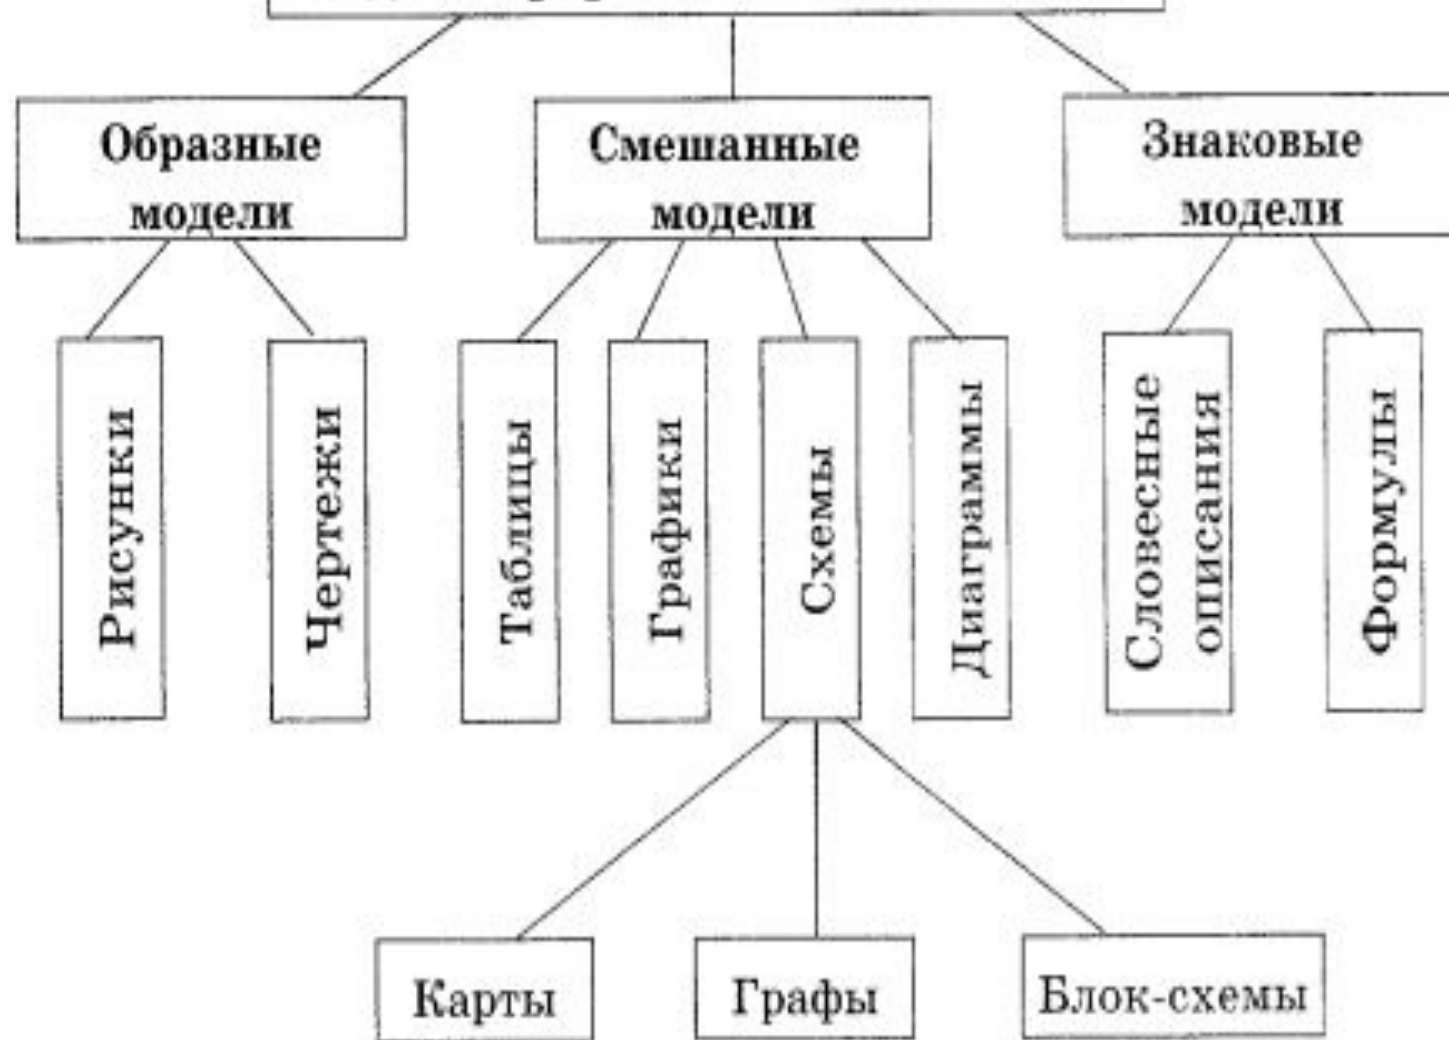 Образные
модели
Смешанные
модели
Знаковые
модели
Рисунки
Чертежи
Таблицы
Графики
Схемы
Диаграммы
Словесные
описания
Формулы
Карты
Графы
Блок-схемы